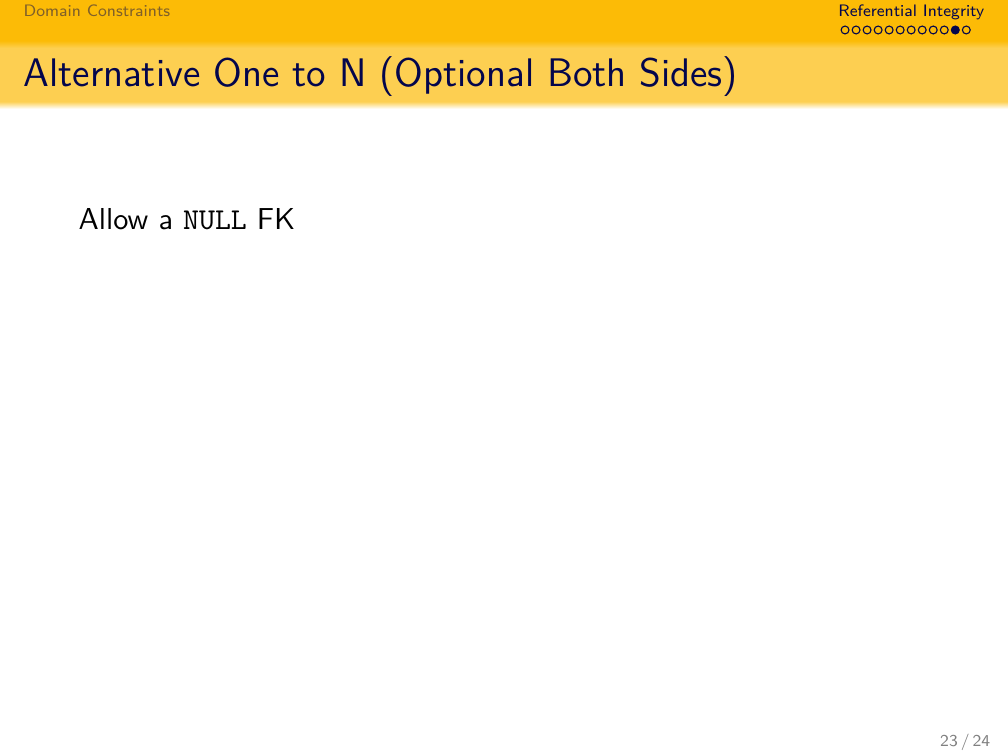 Domain Constraints
Referential Integrity
Alternative One to N (Optional Both Sides)
Allow a NULL FK
23 / 24